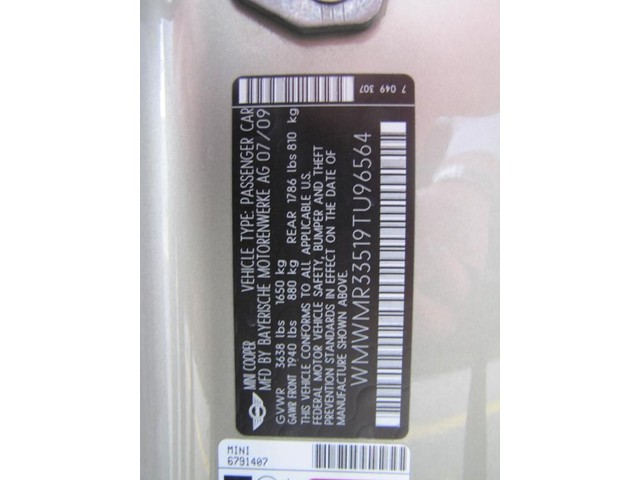 MINI COOPER VEHICLE TYPE: PASSENGER CAR
MFD BY BAYERISCHE MOTORENWERKE AG 07/09
GVWR 3638 lbs 1650 kg
GAWR FRONT 1940 lbs 880 kg REAR 1786 lbs 810 kg
THIS VEHICLE CONFORMS TO ALL APPLICABLE U.S.
FEDERAL MOTOR VEHICLE SAFETY, BUMPER AND THEFT
PREVENTION STANDARDS IN EFFECT ON THE DATE OF
MANUFACTURE SHOWN ABOVE.
WMWMR33519TU96564
7 049 307
MINI
6791407